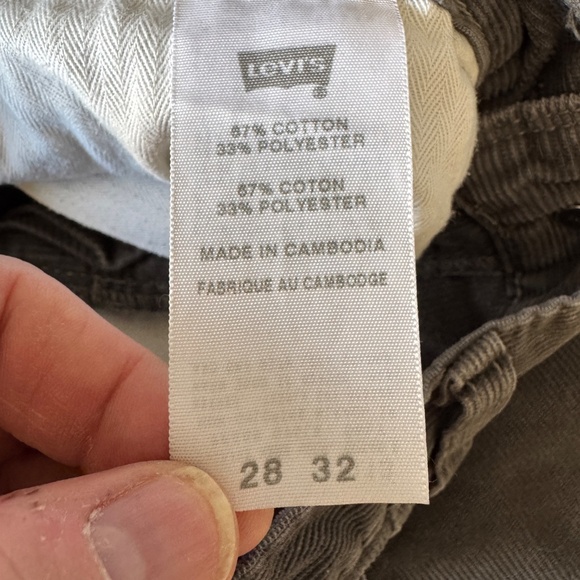 Levi's
®
67% COTTON
33% POLYESTER
67% COTON
33% POLYESTER
MADE IN CAMBODIA
FABRIQUE AU CAMBODGE
28 32